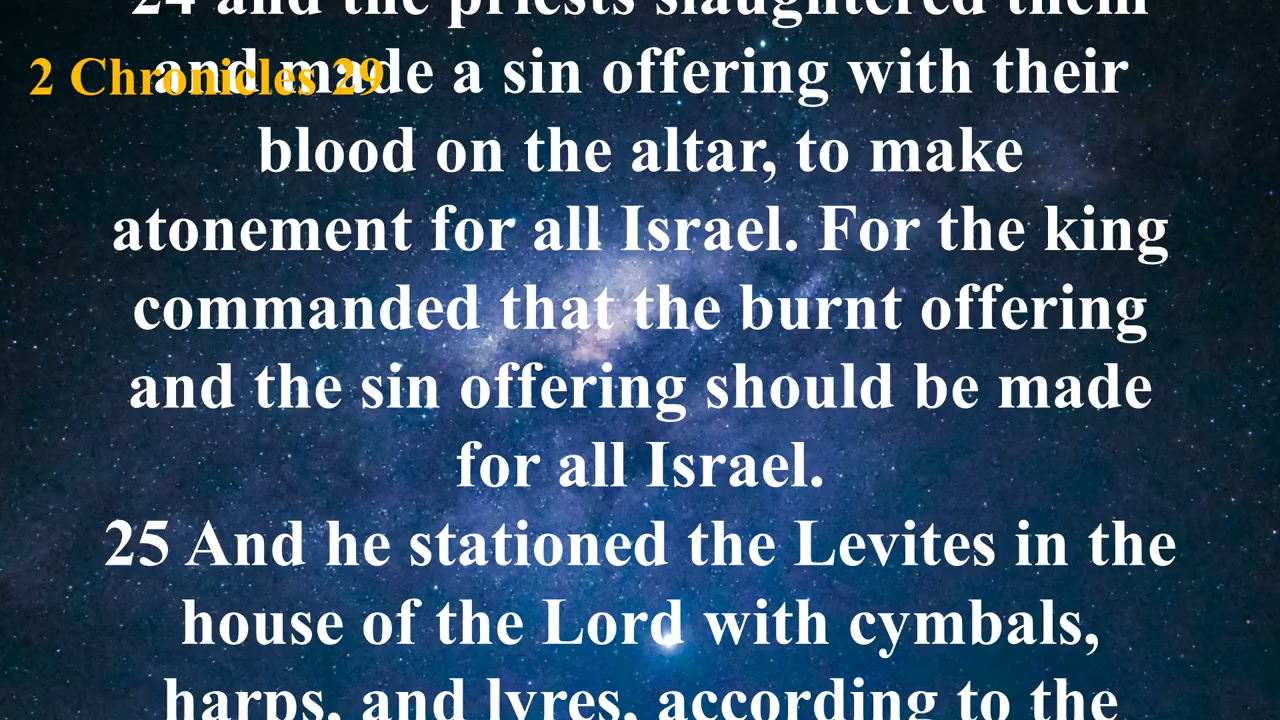 24 and the priests slaughtered them
2 Chronicles 29
and made a sin offering with their
blood on the altar, to make
atonement for all Israel. For the king
commanded that the burnt offering
and the sin offering should be made
for all Israel.
25 And he stationed the Levites in the
house of the Lord with cymbals,
harps, and lyres, according to the